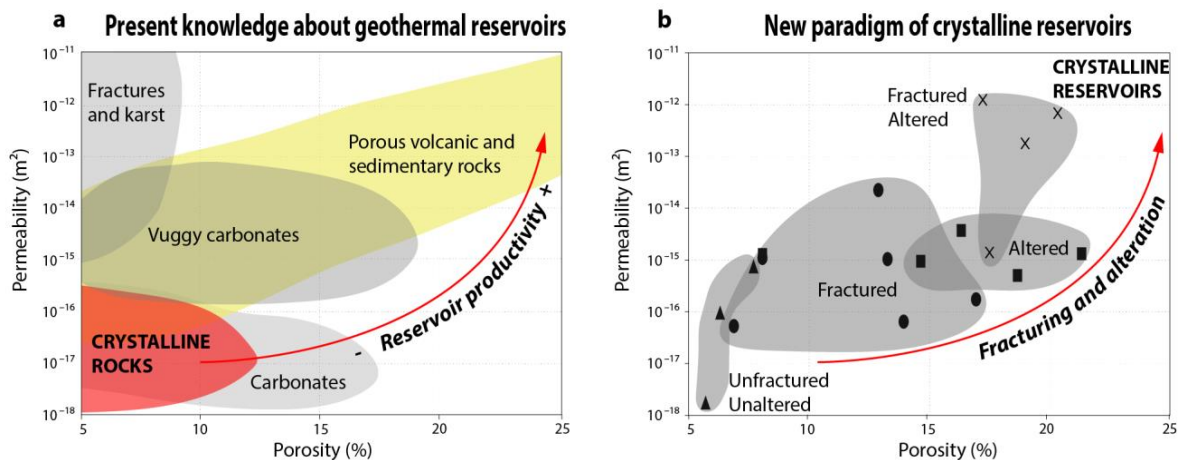 a Present knowledge about geothermal reservoirs
Permeability (m²)
10⁻¹¹
10⁻¹²
10⁻¹³
10⁻¹⁴
10⁻¹⁵
10⁻¹⁶
10⁻¹⁷
10⁻¹⁸
Fractures
and karst
Porous volcanic and
sedimentary rocks
Vuggy carbonates
CRYSTALLINE
ROCKS
Carbonates
- Reservoir productivity +
5 10 15 20 25
Porosity (%)
b New paradigm of crystalline reservoirs
Permeability (m²)
10⁻¹¹
10⁻¹²
10⁻¹³
10⁻¹⁴
10⁻¹⁵
10⁻¹⁶
10⁻¹⁷
10⁻¹⁸
CRYSTALLINE
RESERVOIRS
Fractured
Altered
Altered
Fractured
Fracturing and alteration
Unfractured
Unaltered
5 10 15 20 25
Porosity (%)